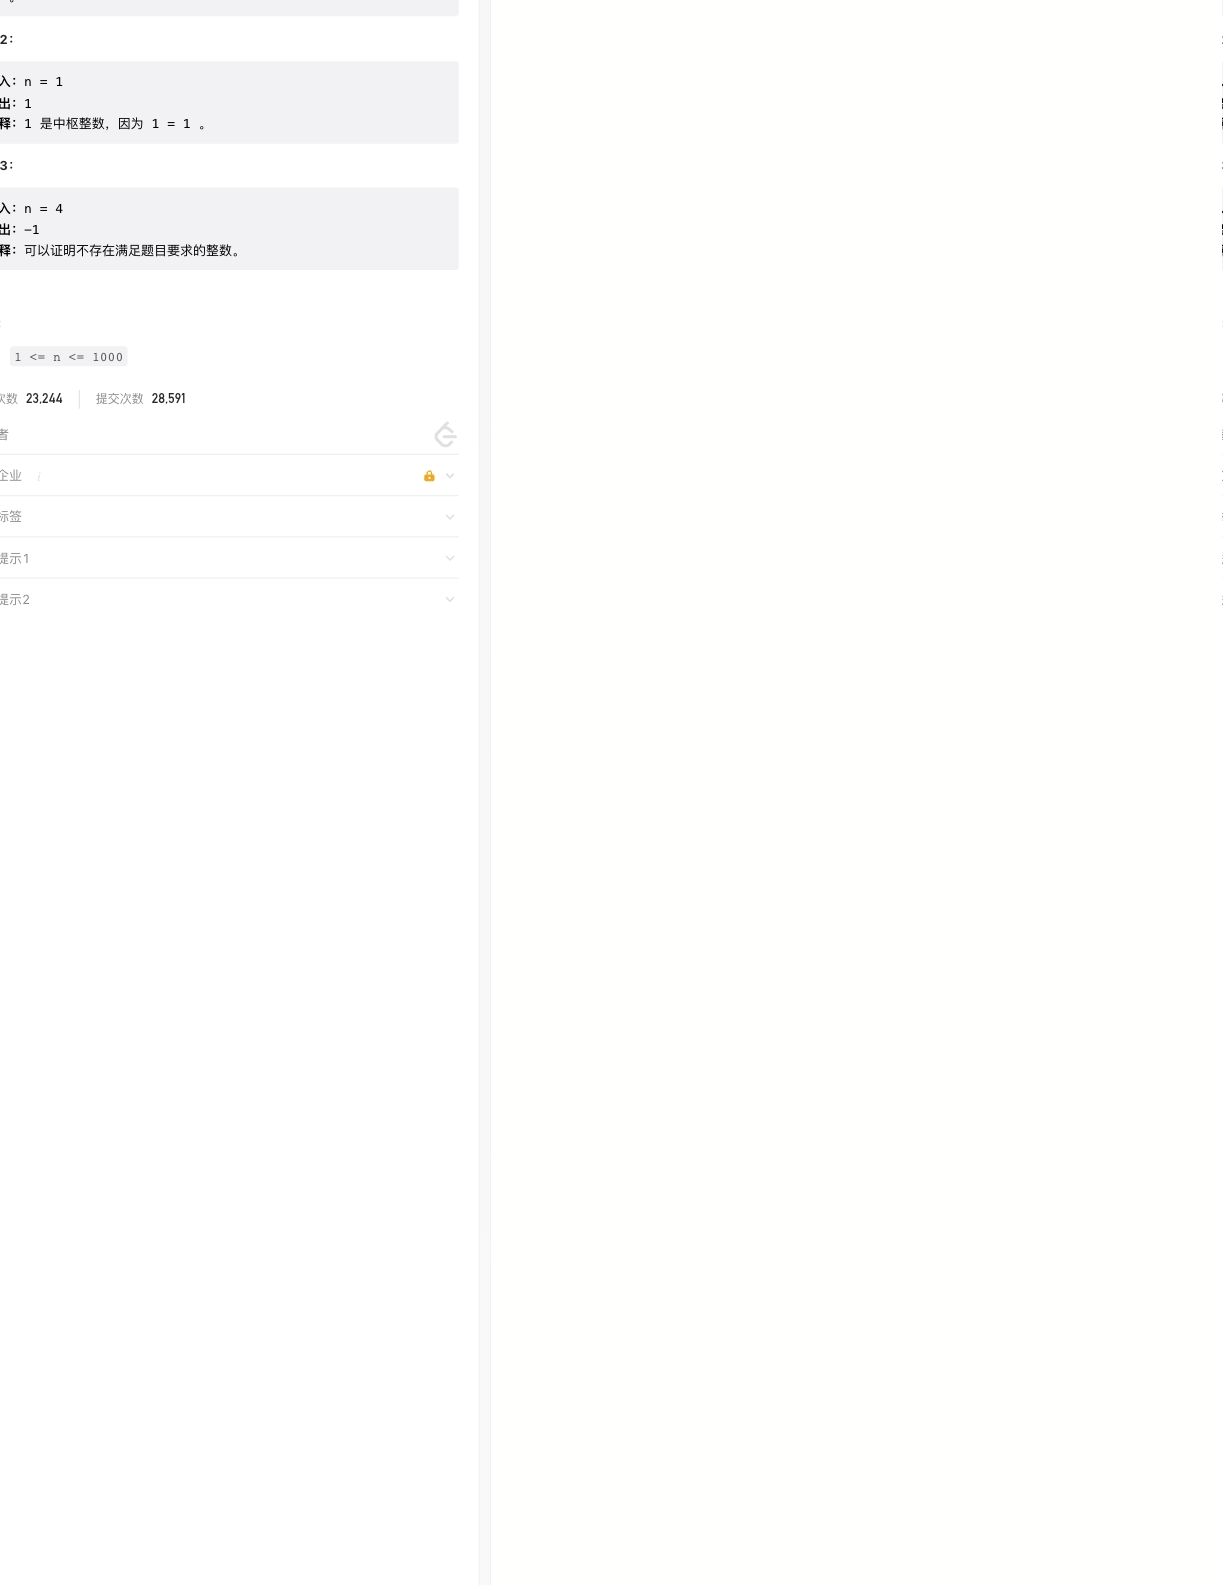 2：
入：n = 1
出：1
释：1 是中枢整数，因为 1 = 1 。
3：
入：n = 4
出：-1
释：可以证明不存在满足题目要求的整数。
1 <= n <= 1000
次数 23,244 提交次数 28,591
者
企业 i
标签
提示1
提示2